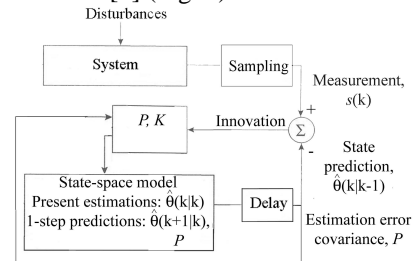 Disturbances
System
Sampling
Measurement,
s(k)
+
P, K
Innovation
Σ
-
State
prediction,
θ̂(k|k-1)
State-space model
Present estimations: θ̂(k|k)
1-step predictions: θ̂(k+1|k),
P
Delay
Estimation error
covariance, P